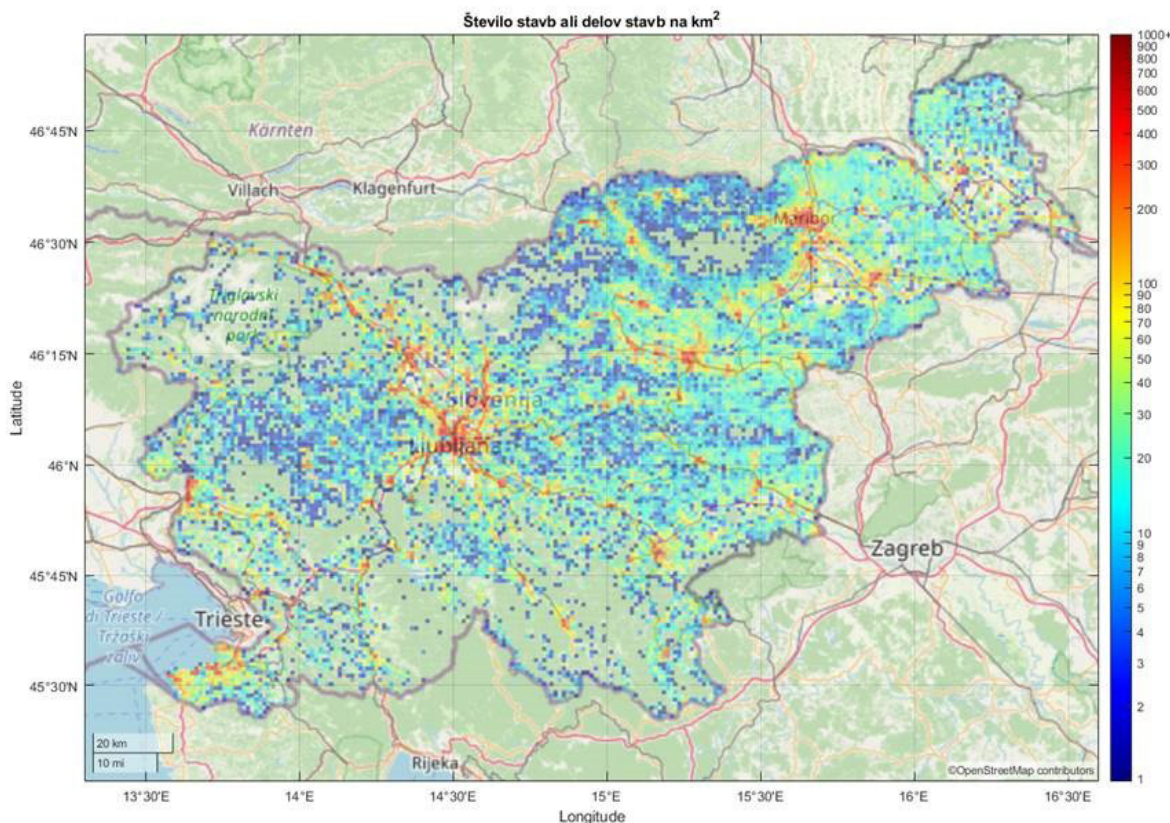 Število stavb ali delov stavb na km²
1000+
900
800
700
600
500
400
300
200
100
90
80
70
60
50
40
30
20
10
9
8
7
6
5
4
3
2
1
46°45'N
46°30'N
46°15'N
46°N
45°45'N
45°30'N
Latitude
Kärnten
Villach
Klagenfurt
Maribor
Triglavski
narodni
park
Slovenija
Ljubljana
Zagreb
Golfo
di Trieste /
Tržaški
zaliv
Trieste
Rijeka
20 km
10 mi
©OpenStreetMap contributors
13°30'E
14°E
14°30'E
15°E
15°30'E
16°E
16°30'E
Longitude